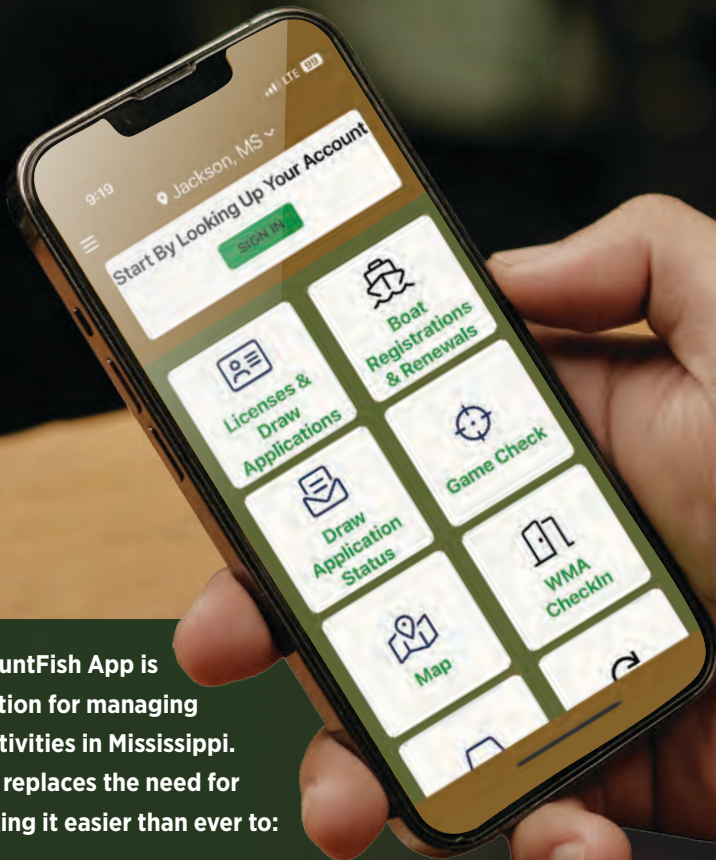 9:19
LTE 99
Jackson, MS
Start By Looking Up Your Account
SIGN IN
Licenses &
Draw
Applications
Boat
Registrations
& Renewals
Draw
Application
Status
Game Check
Map
WMA
CheckIn
untFish App is
tion for managing
tivities in Mississippi.
replaces the need for
ing it easier than ever to: